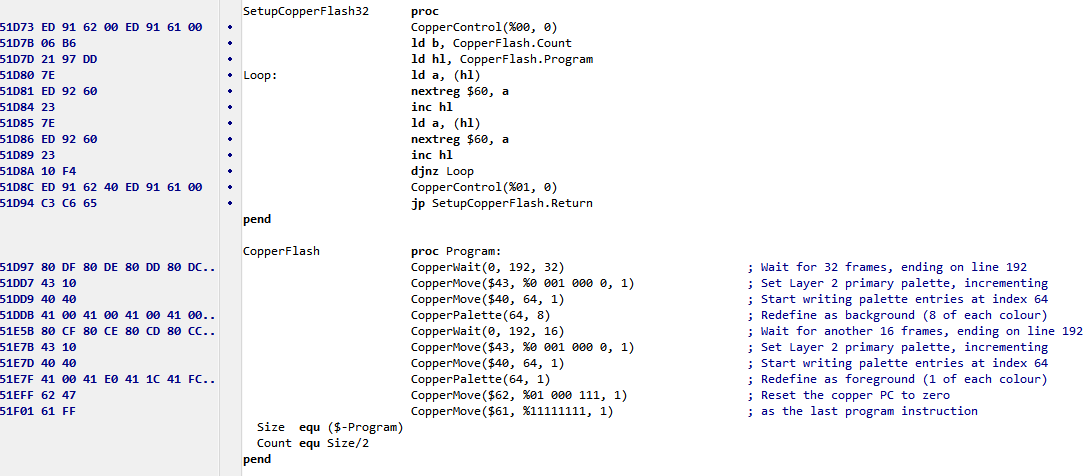 SetupCopperFlash32 proc
51D73 ED 91 62 00 ED 91 61 00 • CopperControl(%00, 0)
51D7B 06 B6 • ld b, CopperFlash.Count
51D7D 21 97 DD • ld hl, CopperFlash.Program
51D80 7E • Loop: ld a, (hl)
51D81 ED 92 60 • nextreg $60, a
51D84 23 • inc hl
51D85 7E • ld a, (hl)
51D86 ED 92 60 • nextreg $60, a
51D89 23 • inc hl
51D8A 10 F4 • djnz Loop
51D8C ED 91 62 40 ED 91 61 00 • CopperControl(%01, 0)
51D94 C3 C6 65 • jp SetupCopperFlash.Return
pend
CopperFlash proc Program:
51D97 80 DF 80 DE 80 DD 80 DC.. CopperWait(0, 192, 32) ; Wait for 32 frames, ending on line 192
51DD7 43 10 CopperMove($43, %0 001 000 0, 1) ; Set Layer 2 primary palette, incrementing
51DD9 40 40 CopperMove($40, 64, 1) ; Start writing palette entries at index 64
51DDB 41 00 41 00 41 00 41 00.. CopperPalette(64, 8) ; Redefine as background (8 of each colour)
51E5B 80 CF 80 CE 80 CD 80 CC.. CopperWait(0, 192, 16) ; Wait for another 16 frames, ending on line 192
51E7B 43 10 CopperMove($43, %0 001 000 0, 1) ; Set Layer 2 primary palette, incrementing
51E7D 40 40 CopperMove($40, 64, 1) ; Start writing palette entries at index 64
51E7F 41 00 41 E0 41 1C 41 FC.. CopperPalette(64, 1) ; Redefine as foreground (1 of each colour)
51EFF 62 47 CopperMove($62, %01 000 111, 1) ; Reset the copper PC to zero
51F01 61 FF CopperMove($61, %11111111, 1) ; as the last program instruction
Size equ ($-Program)
Count equ Size/2
pend